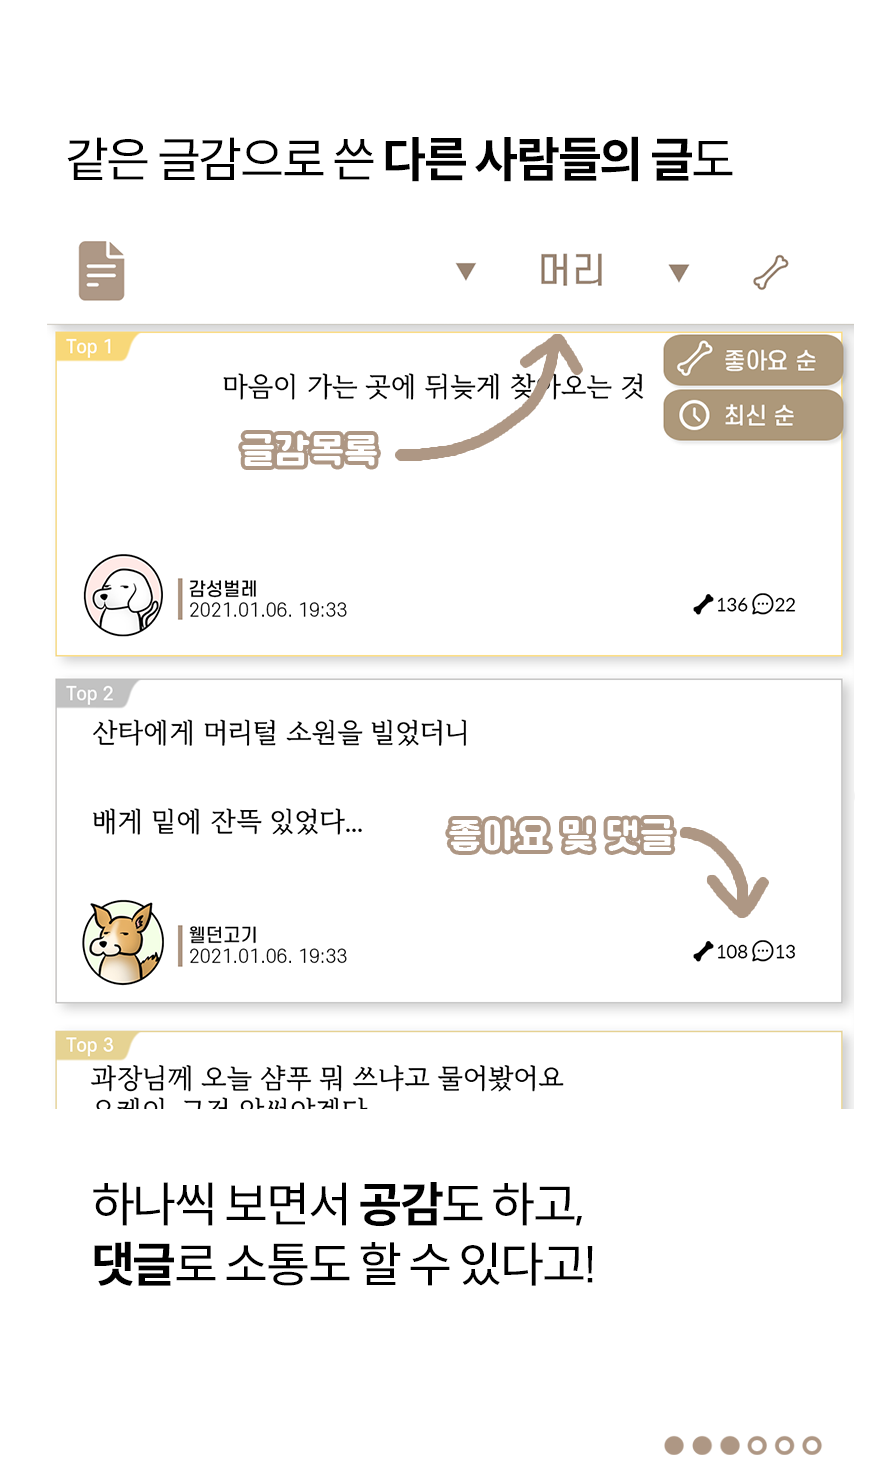 같은 글감으로 쓴 다른 사람들의 글도
머리
Top 1
좋아요 순
최신 순
마음이 가는 곳에 뒤늦게 찾아오는 것
글감목록
감성벌레
2021.01.06. 19:33
136 22
Top 2
산타에게 머리털 소원을 빌었더니
배게 밑에 잔뜩 있었다...
좋아요 및 댓글
웰던고기
2021.01.06. 19:33
108 13
Top 3
과장님께 오늘 샴푸 뭐 쓰냐고 물어봤어요
하나씩 보면서 공감도 하고,
댓글로 소통도 할 수 있다고!